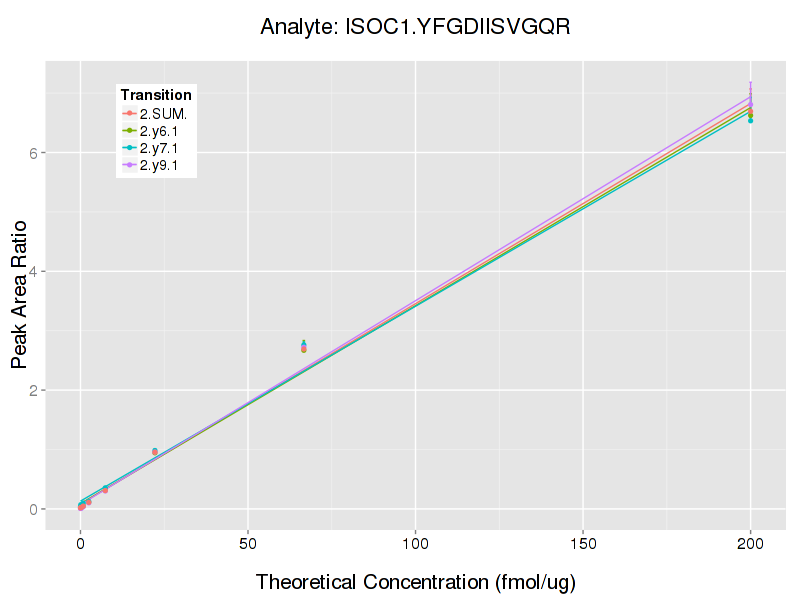 Analyte: ISOC1.YFGDIISVGQR
Transition
2.SUM.
2.y6.1
2.y7.1
2.y9.1
Peak Area Ratio
6
4
2
0
0 50 100 150 200
Theoretical Concentration (fmol/ug)